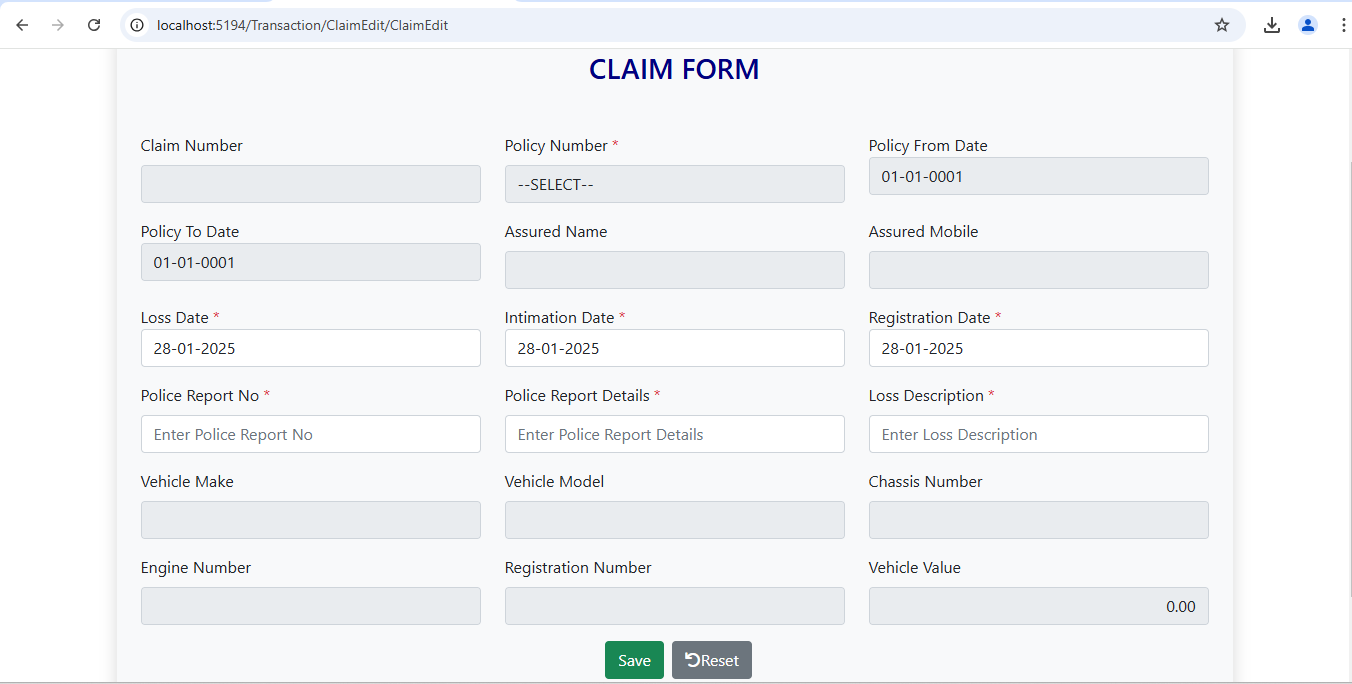 localhost:5194/Transaction/ClaimEdit/ClaimEdit
CLAIM FORM
Claim Number Policy Number * Policy From Date
--SELECT-- 01-01-0001
Policy To Date Assured Name Assured Mobile
01-01-0001
Loss Date * Intimation Date * Registration Date *
28-01-2025 28-01-2025 28-01-2025
Police Report No * Police Report Details * Loss Description *
Enter Police Report No Enter Police Report Details Enter Loss Description
Vehicle Make Vehicle Model Chassis Number
Engine Number Registration Number Vehicle Value
0.00
Save Reset